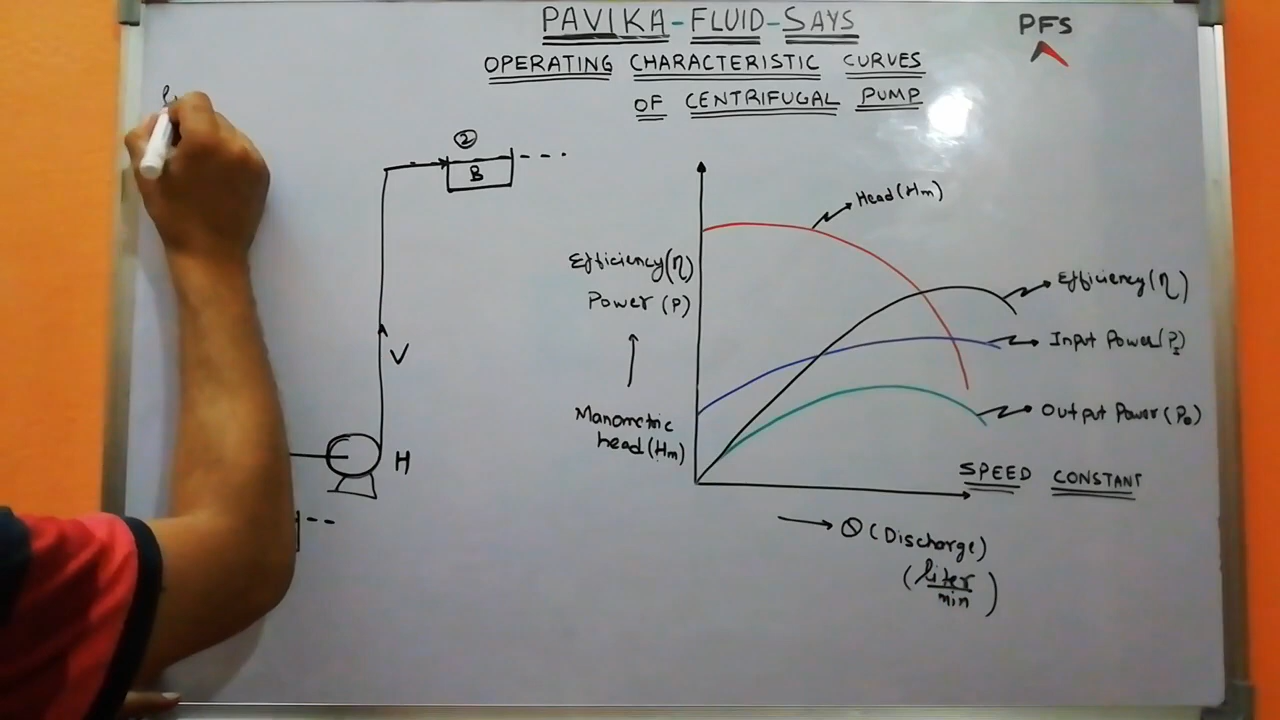 PAVIKA-FLUID-SAYS
PFS
OPERATING CHARACTERISTIC CURVES
OF CENTRIFUGAL PUMP
②
B
V
H
Head(Hm)
Efficiency(η)
Power (P)
Manometric
head(Hm)
Efficiency(η)
Input Power(PI)
Output Power(Po)
SPEED CONSTANT
Q (Discharge)
(liter
min)